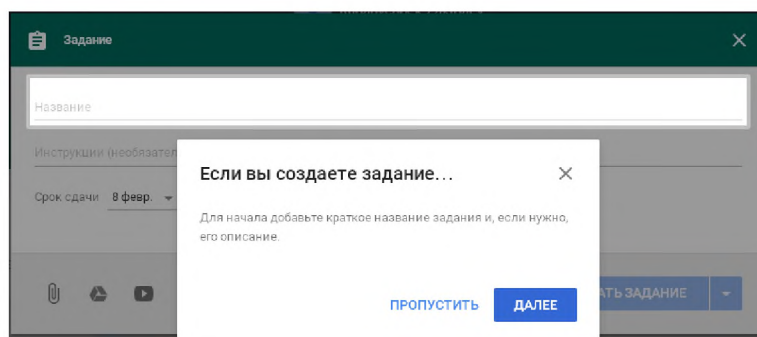 Задание
Название
Инструкции (необязател
Срок сдачи 8 февр.
Если вы создаете задание...
Для начала добавьте краткое название задания и, если нужно,
его описание.
ПРОПУСТИТЬ ДАЛЕЕ
АТЬ ЗАДАНИЕ